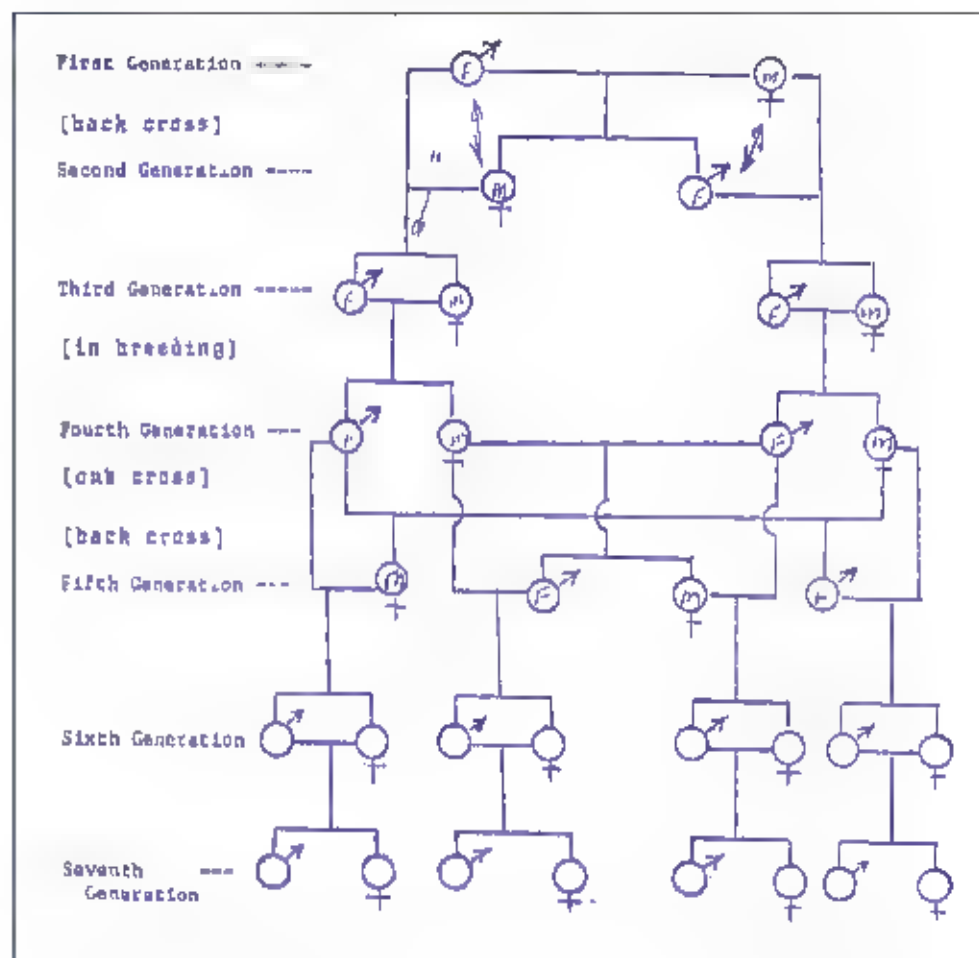 First Generation ----
f m
[back cross]
Second Generation ----
m f
Third Generation -----
f m f m
[in breeding]
Fourth Generation ---
m F m
[out cross]
[back cross]
Fifth Generation ---
m F m
Sixth Generation
Seventh ---
Generation